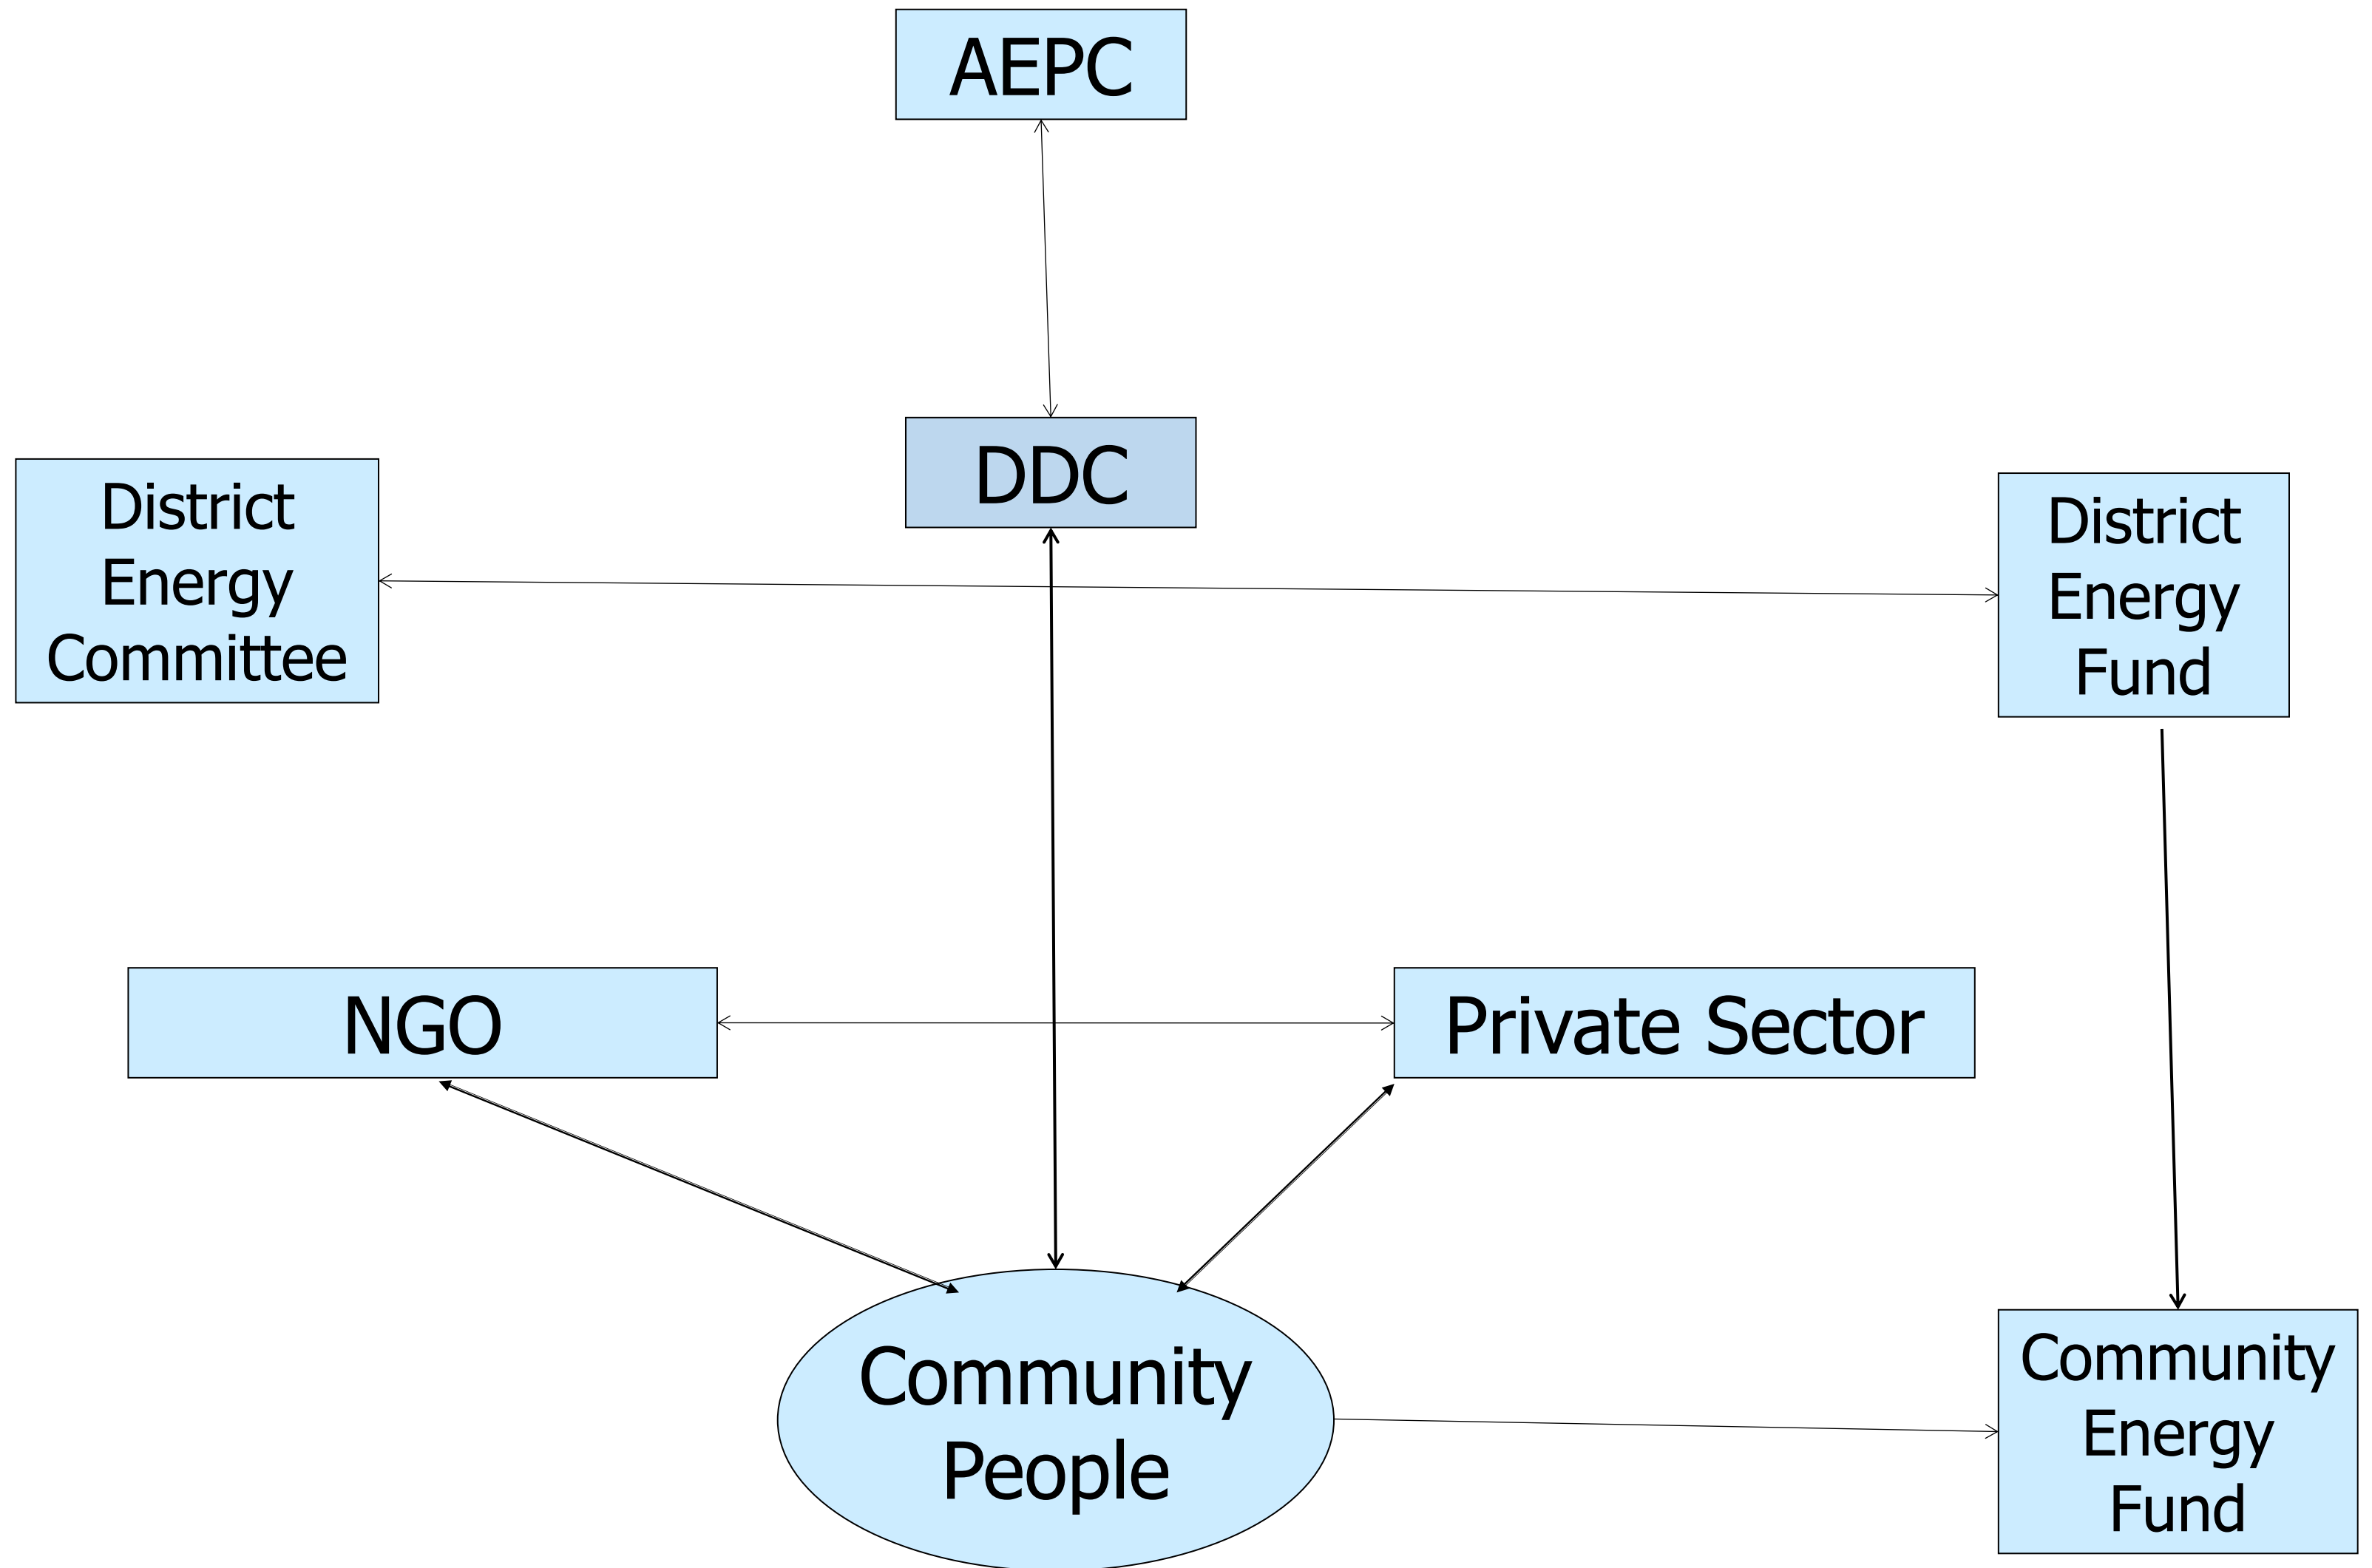 AEPC
DDC
District
Energy
Committee
District
Energy
Fund
NGO
Private Sector
Community
People
Community
Energy
Fund